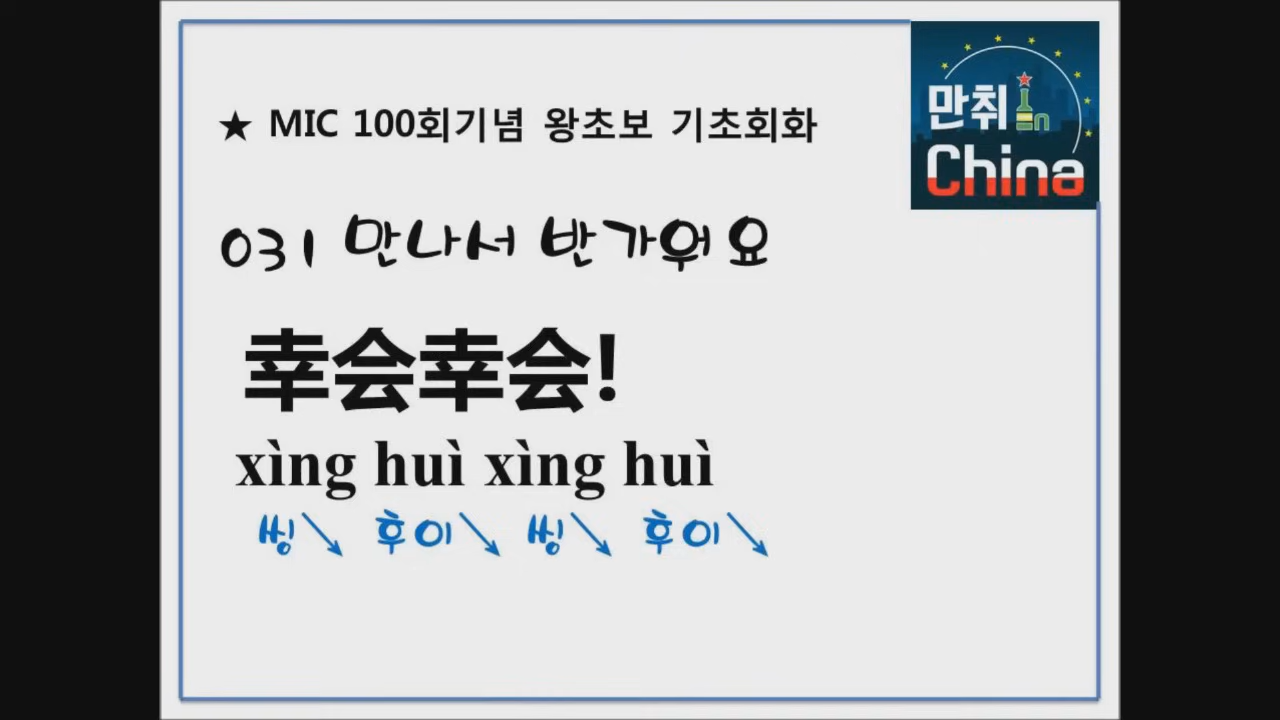 ★ MIC 100회기념 왕초보 기초회화
만취 in
China
031 만나서 반가워요
幸会幸会!
xìng huì xìng huì
씽↘ 후이↘ 씽↘ 후이↘